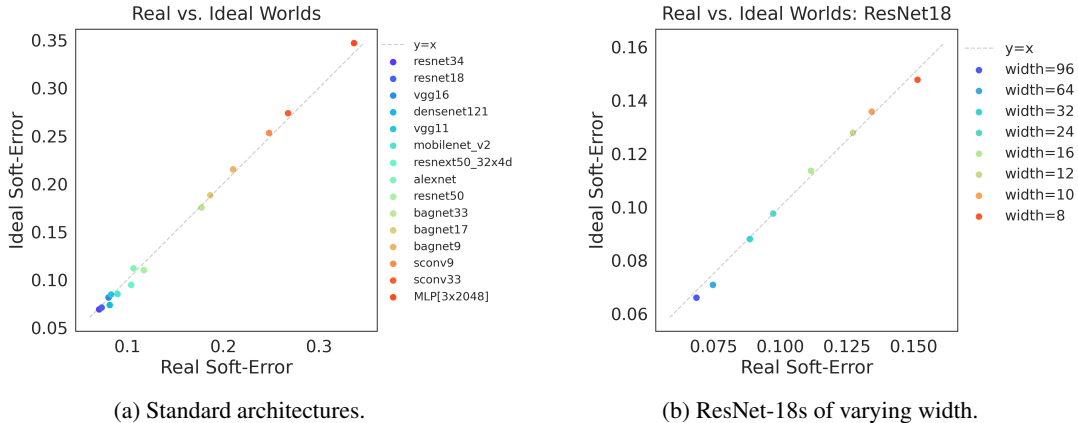 Real vs. Ideal Worlds
Ideal Soft-Error
0.35
0.30
0.25
0.20
0.15
0.10
0.05
0.1 0.2 0.3
Real Soft-Error
y=x
resnet34
resnet18
vgg16
densenet121
vgg11
mobilenet_v2
resnext50_32x4d
alexnet
resnet50
bagnet33
bagnet17
bagnet9
sconv9
sconv33
MLP[3x2048]
(a) Standard architectures.
Real vs. Ideal Worlds: ResNet18
Ideal Soft-Error
0.16
0.14
0.12
0.10
0.08
0.06
0.075 0.100 0.125 0.150
Real Soft-Error
y=x
width=96
width=64
width=32
width=24
width=16
width=12
width=10
width=8
(b) ResNet-18s of varying width.